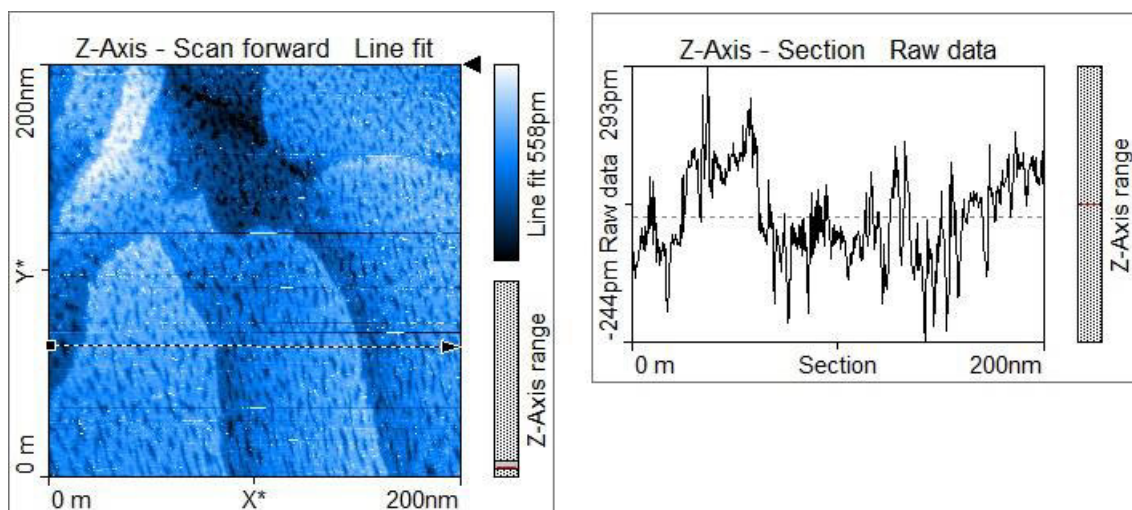 Z-Axis - Scan forward Line fit
200nm
Y*
0 m
0 m X* 200nm
Line fit 558pm
Z-Axis range
Z-Axis - Section Raw data
-244pm Raw data 293pm
0 m Section 200nm
Z-Axis range